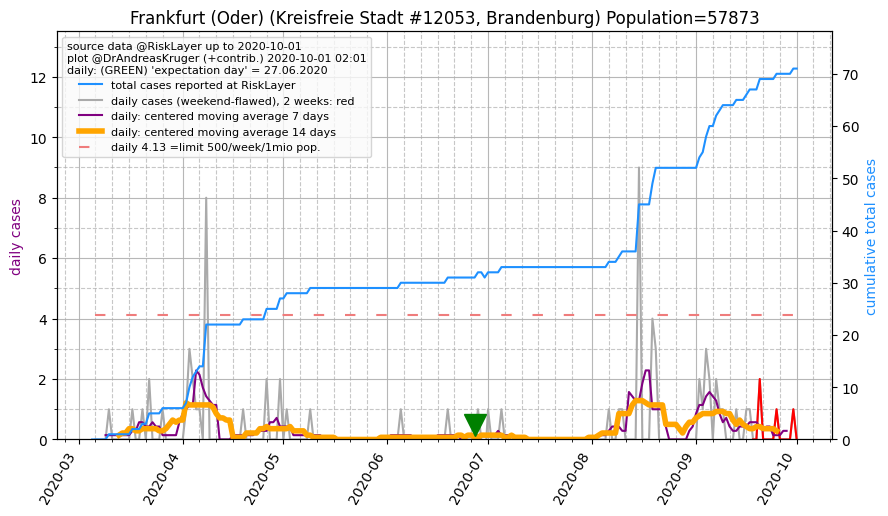 Frankfurt (Oder) (Kreisfreie Stadt #12053, Brandenburg) Population=57873
source data @RiskLayer up to 2020-10-01
plot @DrAndreasKruger (+contrib.) 2020-10-01 02:01
daily: (GREEN) 'expectation day' = 27.06.2020
total cases reported at RiskLayer
daily cases (weekend-flawed), 2 weeks: red
daily: centered moving average 7 days
daily: centered moving average 14 days
daily 4.13 =limit 500/week/1mio pop.
daily cases
12
10
8
6
4
2
0
70
60
50
40
30
20
10
0
cumulative total cases
2020-03
2020-04
2020-05
2020-06
2020-07
2020-08
2020-09
2020-10